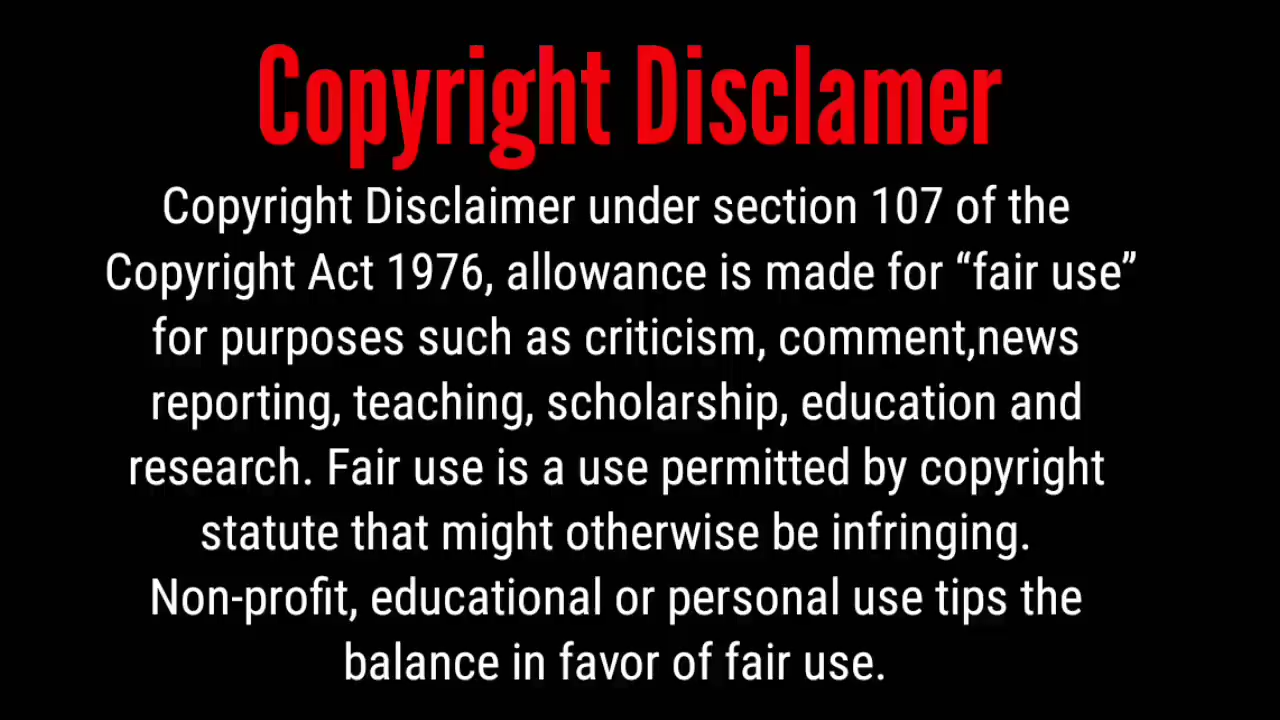 Copyright Disclamer
Copyright Disclaimer under section 107 of the
Copyright Act 1976, allowance is made for “fair use”
for purposes such as criticism, comment,news
reporting, teaching, scholarship, education and
research. Fair use is a use permitted by copyright
statute that might otherwise be infringing.
Non-profit, educational or personal use tips the
balance in favor of fair use.